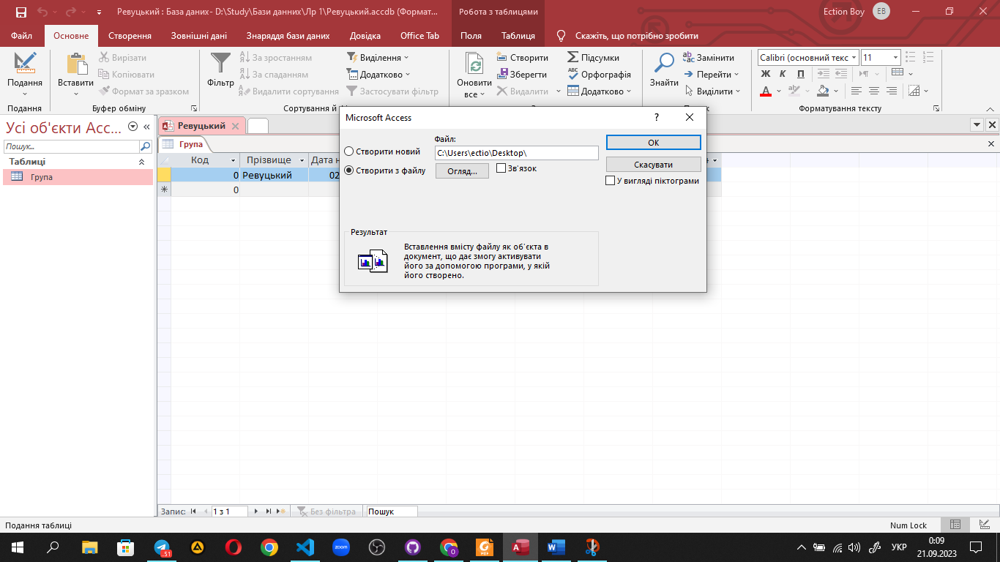 Ревуцький : База даних- D:\Study\Бази данних\Лр 1\Ревуцький.accdb (Формат...
Робота з таблицями
Ection Boy
EB
Файл
Основне
Створення
Зовнішні дані
Знаряддя бази даних
Довідка
Office Tab
Поля
Таблиця
Скажіть, що потрібно зробити
Подання
Вставити
Вирізати
Копіювати
Формат за зразком
Фільтр
За зростанням
За спаданням
Видалити сортування
Виділення
Додатково
Застосувати фільтр
Оновити
все
Створити
Зберегти
Видалити
Підсумки
Орфографія
Додатково
Знайти
Замінити
Перейти
Виділити
Calibri (основний текс
11
Ж К П
А
Подання
Буфер обміну
Сортування й
Форматування тексту
Усі об'єкти Acc...
Пошук...
Таблиці
Група
Ревуцький
Група
Код
Прізвище
Дата н
0
Ревуцький
02
0
Microsoft Access
?
Створити новий
Створити з файлу
Файл:
C:\Users\ectio\Desktop\
Огляд...
Зв'язок
ОК
Скасувати
У вигляді піктограми
Результат
Вставлення вмісту файлу як об'єкта в
документ, що дає змогу активувати
його за допомогою програми, у якій
його створено.
Запис:
1 з 1
Без фільтра
Пошук
Подання таблиці
Num Lock
51
zoom
PDF
УКР
0:09
21.09.2023